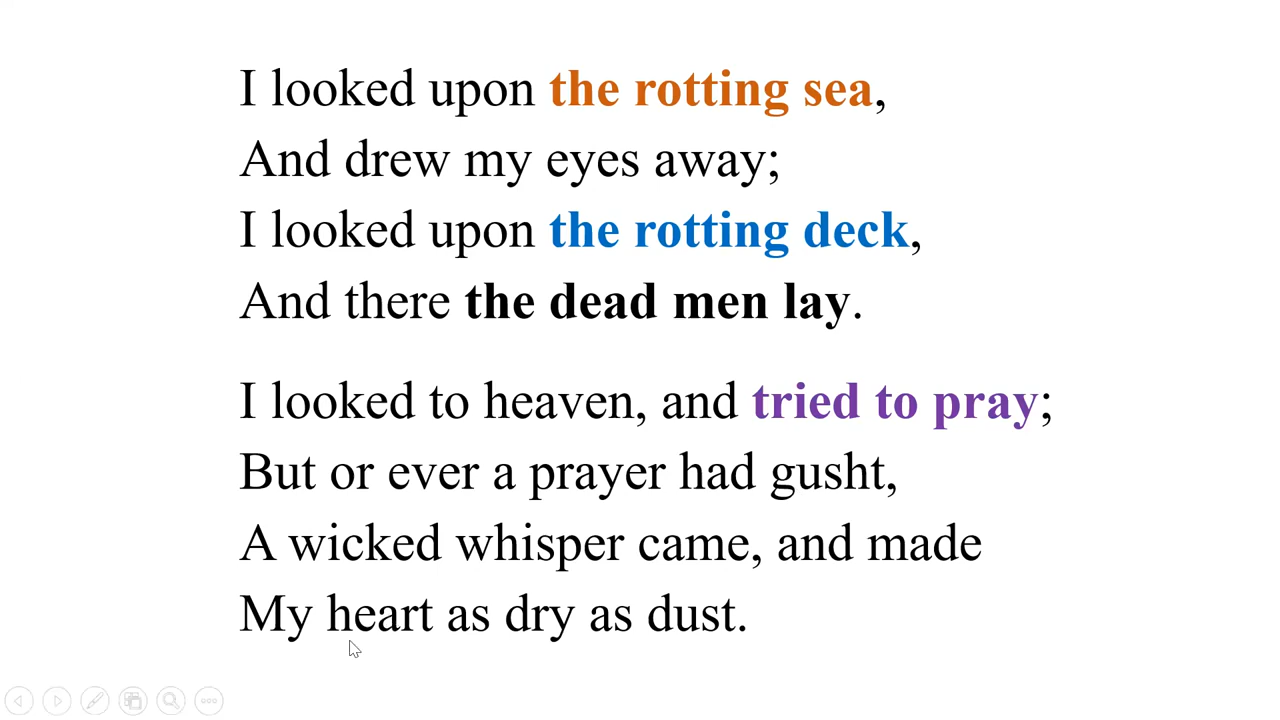 I looked upon the rotting sea,
And drew my eyes away;
I looked upon the rotting deck,
And there the dead men lay.
I looked to heaven, and tried to pray;
But or ever a prayer had gusht,
A wicked whisper came, and made
My heart as dry as dust.